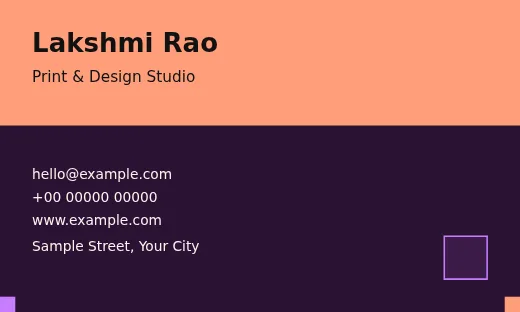 Lakshmi Rao
Print & Design Studio
hello@example.com
+00 00000 00000
www.example.com
Sample Street, Your City